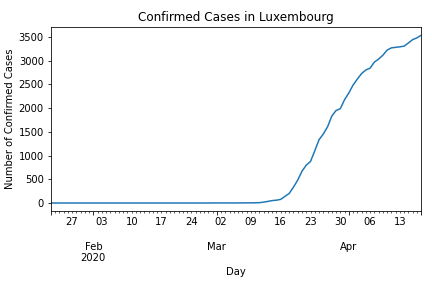 Confirmed Cases in Luxembourg
3500
3000
2500
2000
1500
1000
500
0
Number of Confirmed Cases
27 03 10 17 24 02 09 16 23 30 06 13
Feb Mar Apr
2020
Day